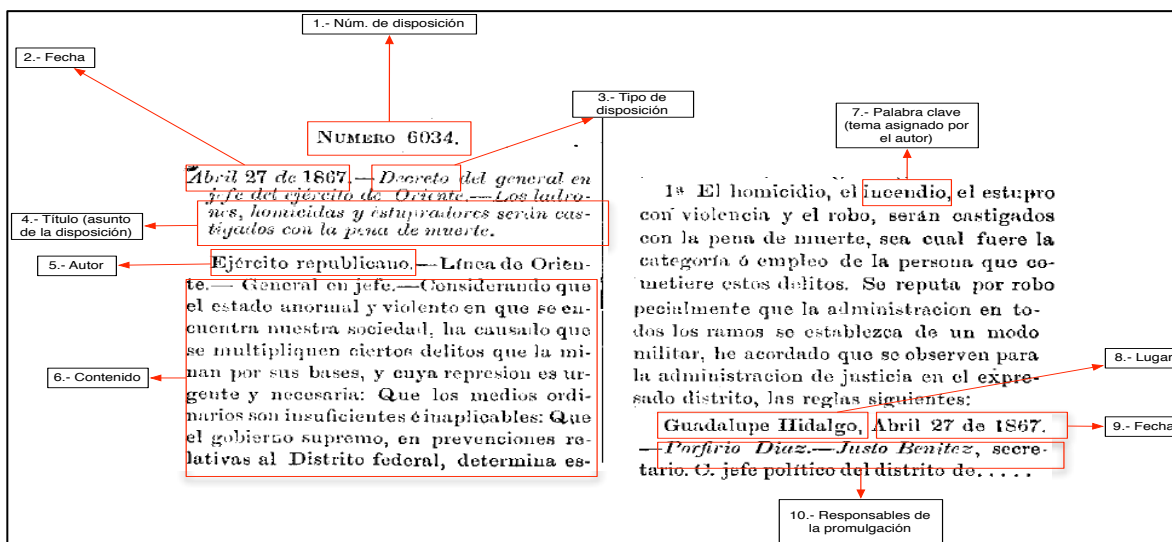 1.- Núm. de disposición
2.- Fecha
3.- Tipo de
disposición
7.- Palabra clave
(tema asignado por
el autor)
NUMERO 6034.
Abril 27 de 1867.—Decreto del general en
jefe del ejército de Oriente.—Los ladro-
nes, homicidas y estupradores serán cas-
tigados con la pena de muerte.
4.- Título (asunto
de la disposición)
5.- Autor
Ejército republicano.—Línea de Orien-
te.— General en jefe.—Considerando que
el estado anormal y violento en que se en-
cuentra nuestra sociedad, ha causado que
se multipliquen ciertos delitos que la mi-
nan por sus bases, y cuya represion es ur-
gente y necesaria: Que los medios ordi-
narios son insuficientes é inaplicables: Que
el gobierno supremo, en prevenciones re-
lativas al Distrito federal, determina es-
6.- Contenido
1ª El homicidio, el incendio, el estupro
con violencia y el robo, serán castigados
con la pena de muerte, sea cual fuere la
categoría ó empleo de la persona que co-
metiere estos delitos. Se reputa por robo
pecialmente que la administracion en to-
dos los ramos se establezca de un modo
militar, he acordado que se observen para
la administracion de justicia en el expre-
sado distrito, las reglas siguientes:
Guadalupe Hidalgo, Abril 27 de 1867.
—Porfirio Diaz.—Justo Benitez, secre-
tario. C. jefe político del distrito de.....
8.- Lugar
9.- Fecha
10.- Responsables de
la promulgación